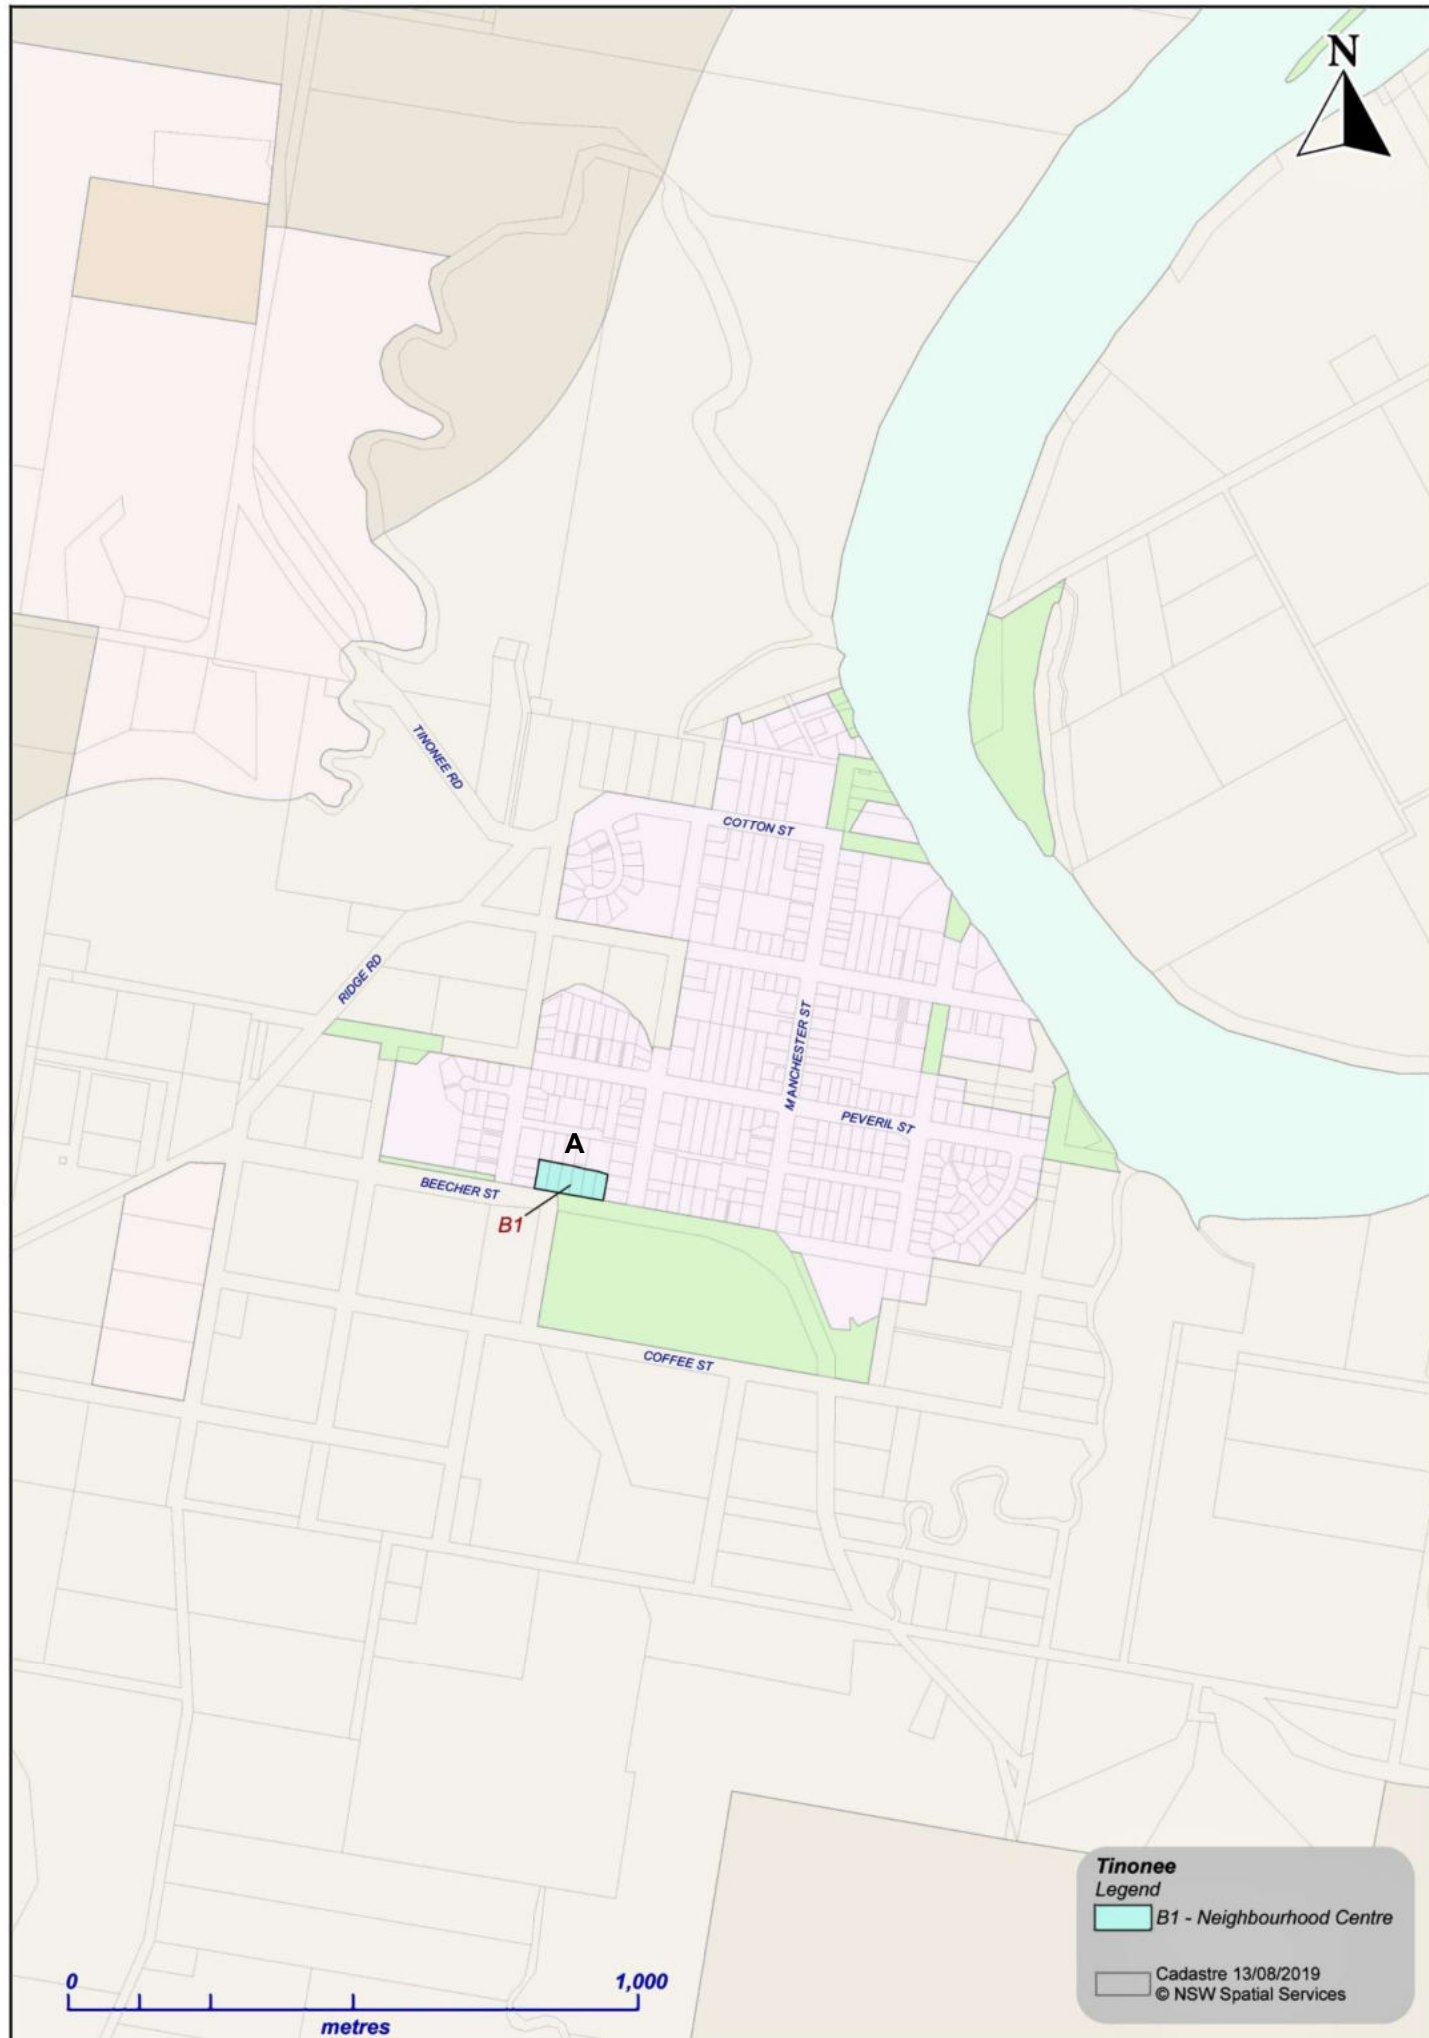 N
TINONEE RD
COTTON ST
RIDGE RD
MANCHESTER ST
PEVERIL ST
A
BEECHER ST
B1
COFFEE ST
Tinonee
Legend
B1 - Neighbourhood Centre
Cadastre 13/08/2019
© NSW Spatial Services
0 1,000
metres